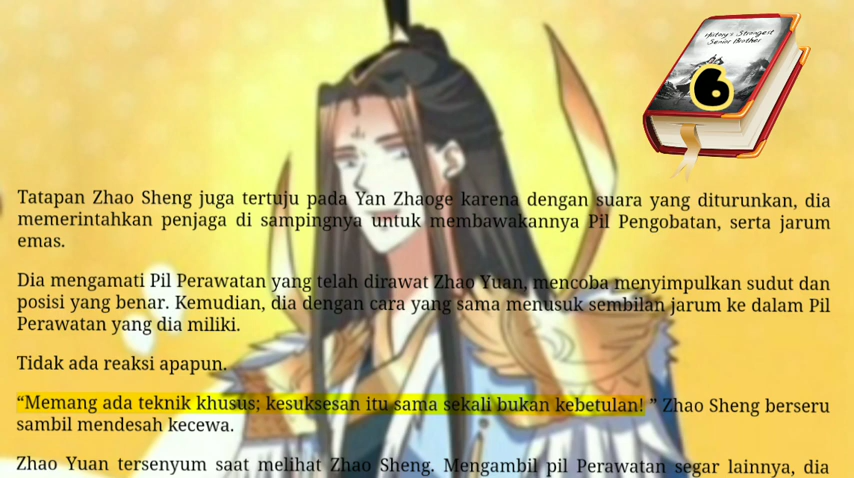 History's Strongest
Senior Brother
6
Tatapan Zhao Sheng juga tertuju pada Yan Zhaoge karena dengan suara yang diturunkan, dia
memerintahkan penjaga di sampingnya untuk membawakannya Pil Pengobatan, serta jarum
emas.
Dia mengamati Pil Perawatan yang telah dirawat Zhao Yuan, mencoba menyimpulkan sudut dan
posisi yang benar. Kemudian, dia dengan cara yang sama menusuk sembilan jarum ke dalam Pil
Perawatan yang dia miliki.
Tidak ada reaksi apapun.
“Memang ada teknik khusus; kesuksesan itu sama sekali bukan kebetulan! ” Zhao Sheng berseru
sambil mendesah kecewa.
Zhao Yuan tersenyum saat melihat Zhao Sheng. Mengambil pil Perawatan segar lainnya, dia